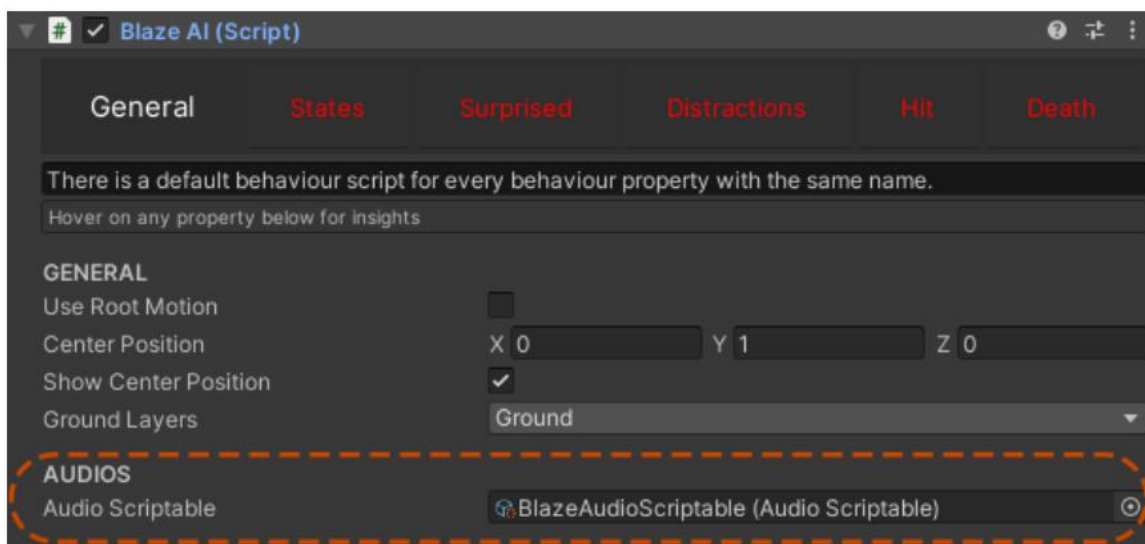 # Blaze AI (Script)
General States Surprised Distractions Hit Death
There is a default behaviour script for every behaviour property with the same name.
Hover on any property below for insights
GENERAL
Use Root Motion
Center Position X 0 Y 1 Z 0
Show Center Position
Ground Layers Ground
AUDIOS
Audio Scriptable BlazeAudioScriptable (Audio Scriptable)